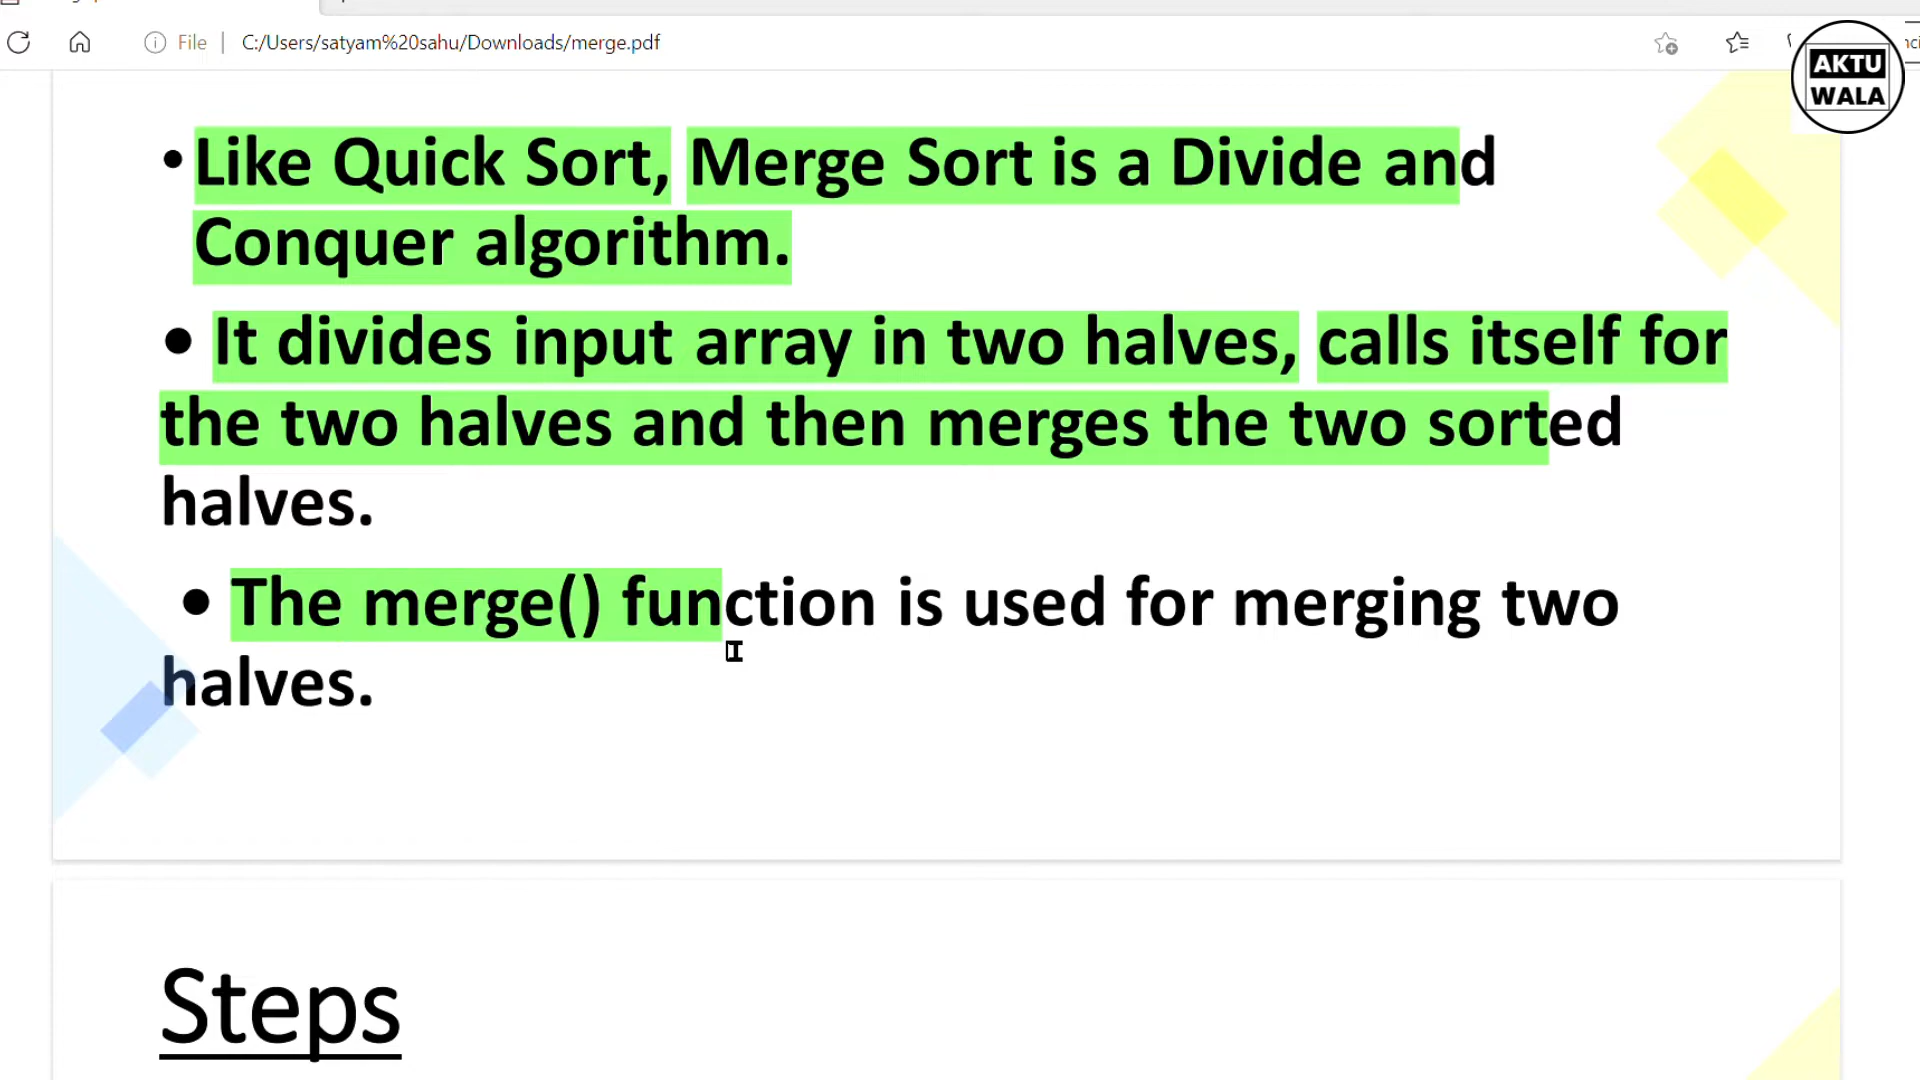 File
C:/Users/satyam%20sahu/Downloads/merge.pdf
AKTU
WALA
• Like Quick Sort, Merge Sort is a Divide and
Conquer algorithm.
• It divides input array in two halves, calls itself for
the two halves and then merges the two sorted
halves.
• The merge() function is used for merging two
halves.
Steps